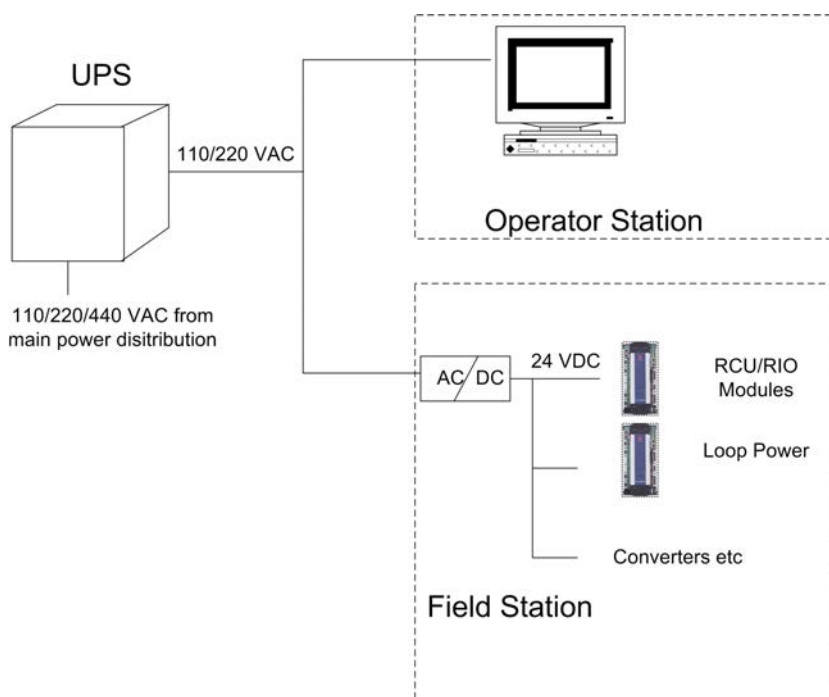 UPS
110/220 VAC
110/220/440 VAC from
main power disitribution
Operator Station
AC/DC
24 VDC
RCU/RIO
Modules
Loop Power
Converters etc
Field Station